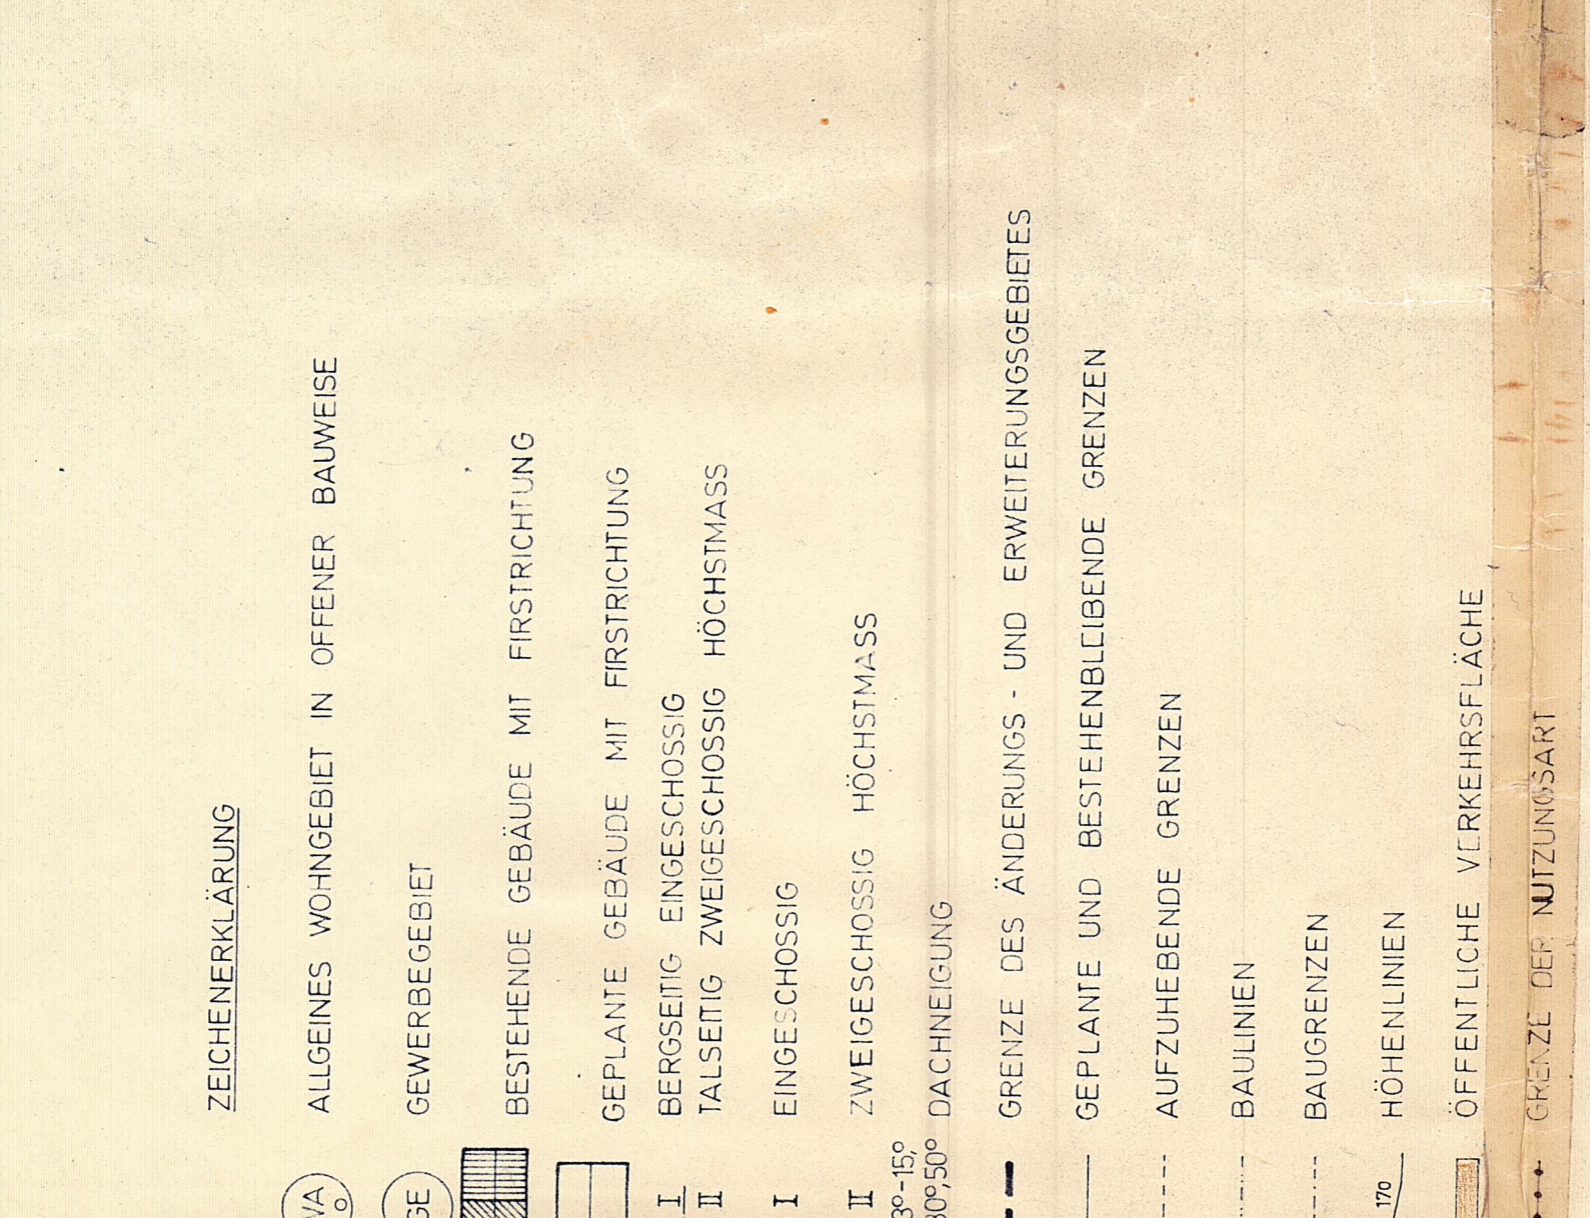 ZEICHENERKLÄRUNG
WA o ALLGEINES WOHNGEBIET IN OFFENER BAUWEISE
GE GEWERBEGEBIET
BESTEHENDE GEBÄUDE MIT FIRSTRICHTUNG
GEPLANTE GEBÄUDE MIT FIRSTRICHTUNG
I BERGSEITIG EINGESCHOSSIG
II TALSEITIG ZWEIGESCHOSSIG HÖCHSTMASS
I EINGESCHOSSIG
II ZWEIGESCHOSSIG HÖCHSTMASS
3°-15°,
30°,50° DACHNEIGUNG
GRENZE DES ÄNDERUNGS- UND ERWEITERUNGSGEBIETES
GEPLANTE UND BESTEHENBLEIBENDE GRENZEN
AUFZUHEBENDE GRENZEN
BAULINIEN
BAUGRENZEN
170 HÖHENLINIEN
ÖFFENTLICHE VERKEHRSFLÄCHE
GRENZE DER NUTZUNGSART